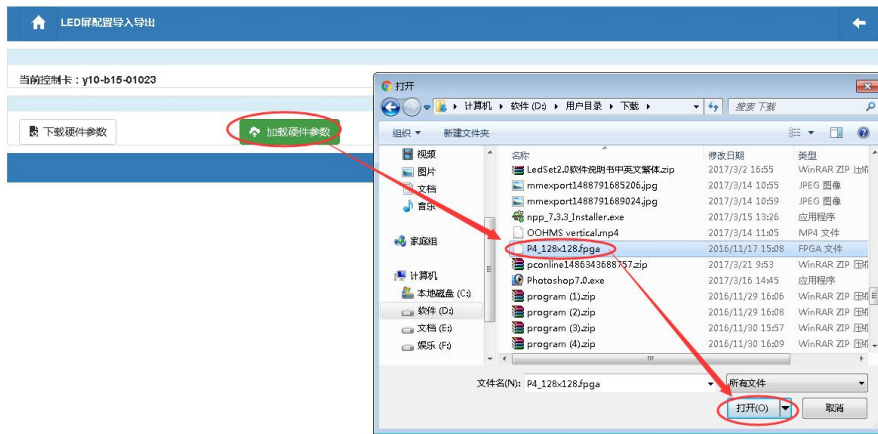 LED屏配置导入导出
当前控制卡：y10-b15-01023
下载硬件参数
加载硬件参数
打开
计算机 ▸ 软件 (D:) ▸ 用户目录 ▸ 下载 ▸
搜索 下载
组织 ▾ 新建文件夹
视频
图片
文档
音乐
家庭组
计算机
本地磁盘 (C:)
软件 (D:)
文档 (E:)
娱乐 (F:)
名称 修改日期 类型
LedSet2.0软件说明书中英文繁体.zip 2017/3/2 16:55 WinRAR ZIP 压缩
mmexport1488791685206.jpg 2017/3/14 10:55 JPEG 图像
mmexport1488791689024.jpg 2017/3/14 10:59 JPEG 图像
npp_7.3.3_Installer.exe 2017/3/15 13:26 应用程序
OOHMS vertical.mp4 2017/3/14 11:05 MP4 文件
P4_128x128.fpga 2016/11/17 15:08 FPGA 文件
pconline1486343688757.zip 2017/3/21 9:53 WinRAR ZIP 压缩
Photoshop7.0.exe 2017/3/16 14:45 应用程序
program (1).zip 2016/11/29 16:06 WinRAR ZIP 压缩
program (2).zip 2016/11/29 16:08 WinRAR ZIP 压缩
program (3).zip 2016/11/30 15:57 WinRAR ZIP 压缩
program (4).zip 2016/11/30 16:09 WinRAR ZIP 压缩
文件名(N): P4_128x128.fpga 所有文件
打开(O) 取消